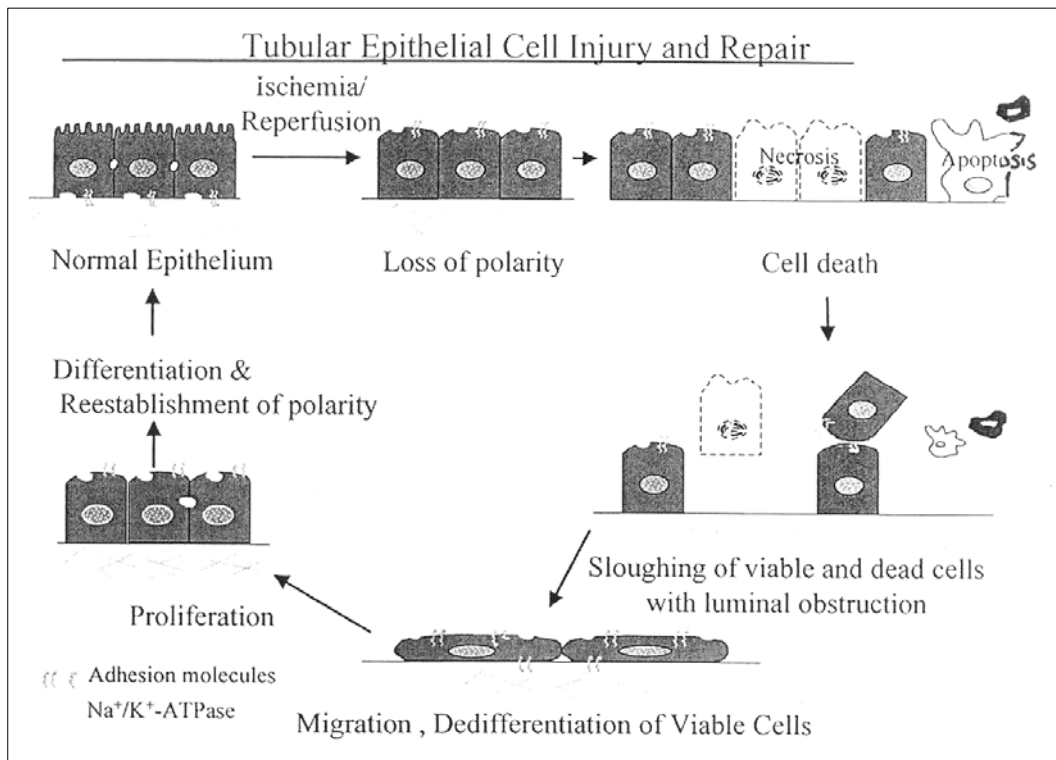 Tubular Epithelial Cell Injury and Repair
ischemia/
Reperfusion
Necrosis
Apoptosis
Normal Epithelium
Loss of polarity
Cell death
Differentiation &
Reestablishment of polarity
Sloughing of viable and dead cells
with luminal obstruction
Proliferation
Adhesion molecules
Na⁺/K⁺-ATPase
Migration , Dedifferentiation of Viable Cells